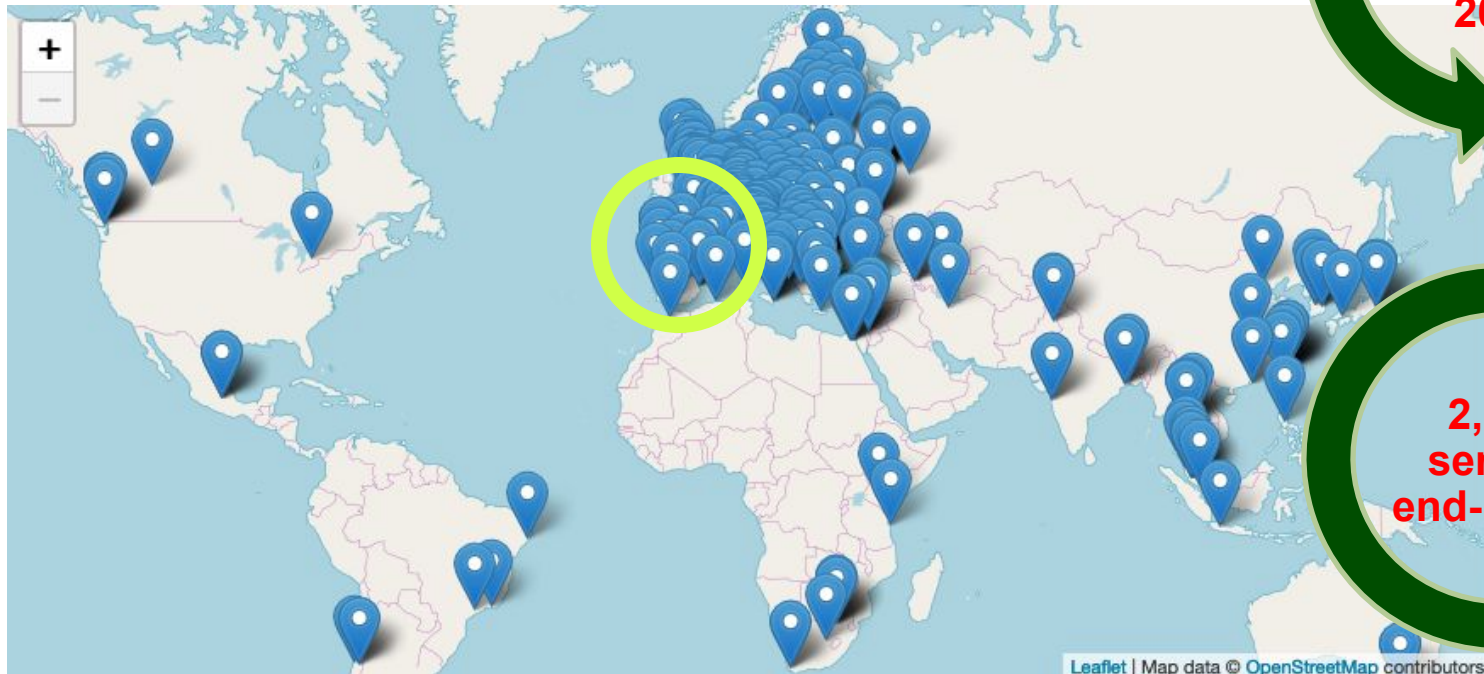 +
20
−
2,
ser
end-
Leaflet | Map data © OpenStreetMap contributors